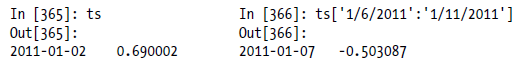 In [365]: ts
Out[365]:
2011-01-02    0.690002
In [366]: ts['1/6/2011':'1/11/2011']
Out[366]:
2011-01-07   -0.503087